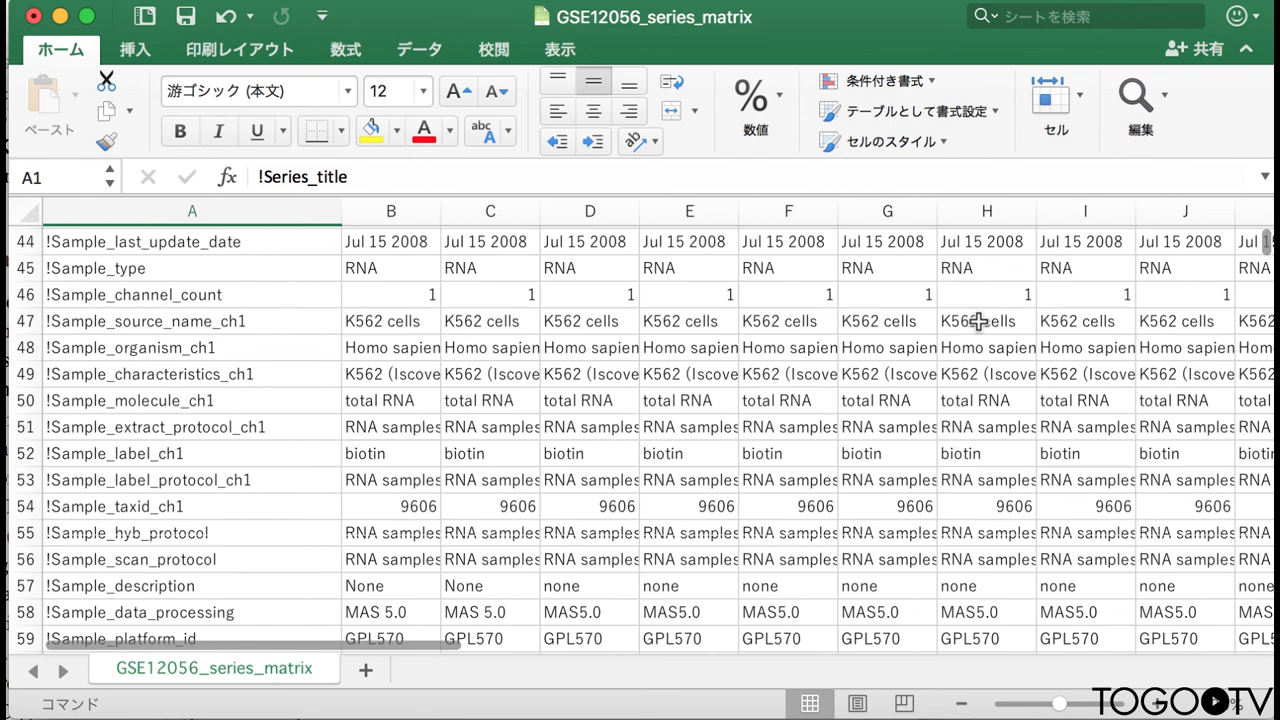 GSE12056_series_matrix
シートを検索
ホーム 挿入 印刷レイアウト 数式 データ 校閲 表示 共有
ペースト
游ゴシック (本文) 12
A A
B I U A abc A
% 数値
条件付き書式
テーブルとして書式設定
セルのスタイル
セル
編集
A1 fx !Series_title
A B C D E F G H I J
44 !Sample_last_update_date Jul 15 2008 Jul 15 2008 Jul 15 2008 Jul 15 2008 Jul 15 2008 Jul 15 2008 Jul 15 2008 Jul 15 2008 Jul 15 2008 Jul 15
45 !Sample_type RNA RNA RNA RNA RNA RNA RNA RNA RNA RNA
46 !Sample_channel_count 1 1 1 1 1 1 1 1 1
47 !Sample_source_name_ch1 K562 cells K562 cells K562 cells K562 cells K562 cells K562 cells K562 cells K562 cells K562 cells K562
48 !Sample_organism_ch1 Homo sapien Homo sapien Homo sapien Homo sapien Homo sapien Homo sapien Homo sapien Homo sapien Homo sapien Hom
49 !Sample_characteristics_ch1 K562 (Iscove K562 (Iscove K562 (Iscove K562 (Iscove K562 (Iscove K562 (Iscove K562 (Iscove K562 (Iscove K562 (Iscove K562
50 !Sample_molecule_ch1 total RNA total RNA total RNA total RNA total RNA total RNA total RNA total RNA total RNA total
51 !Sample_extract_protocol_ch1 RNA samples RNA samples RNA samples RNA samples RNA samples RNA samples RNA samples RNA samples RNA samples RNA
52 !Sample_label_ch1 biotin biotin biotin biotin biotin biotin biotin biotin biotin biotin
53 !Sample_label_protocol_ch1 RNA samples RNA samples RNA samples RNA samples RNA samples RNA samples RNA samples RNA samples RNA samples RNA
54 !Sample_taxid_ch1 9606 9606 9606 9606 9606 9606 9606 9606 9606
55 !Sample_hyb_protocol RNA samples RNA samples RNA samples RNA samples RNA samples RNA samples RNA samples RNA samples RNA samples RNA
56 !Sample_scan_protocol RNA samples RNA samples RNA samples RNA samples RNA samples RNA samples RNA samples RNA samples RNA samples RNA
57 !Sample_description None None none none none none none none none none
58 !Sample_data_processing MAS 5.0 MAS 5.0 MAS5.0 MAS5.0 MAS5.0 MAS5.0 MAS5.0 MAS5.0 MAS5.0 MAS
59 !Sample_platform_id GPL570 GPL570 GPL570 GPL570 GPL570 GPL570 GPL570 GPL570 GPL570 GPL5
GSE12056_series_matrix +
コマンド
TOGO TV